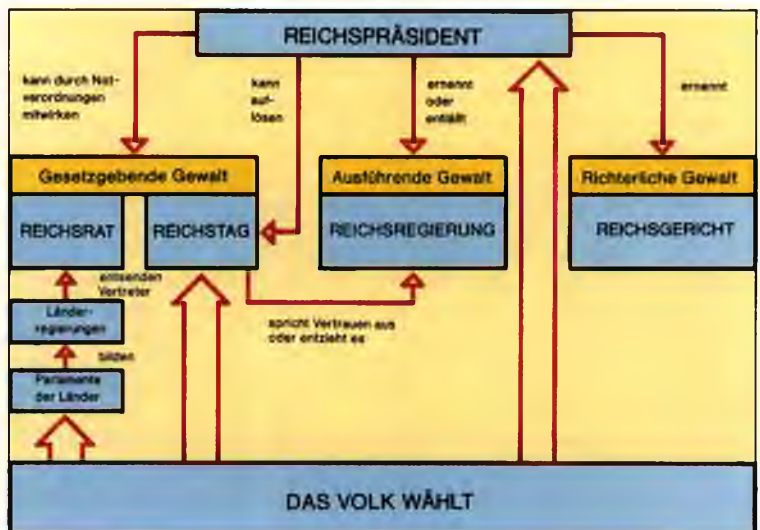 REICHSPRÄSIDENT
kann durch Not-
verordnungen
mitwirken
kann
auf-
lösen
ernennt
oder
entläßt
ernennt
Gesetzgebende Gewalt
Ausführende Gewalt
Richterliche Gewalt
REICHSRAT
REICHSTAG
REICHSREGIERUNG
REICHSGERICHT
entsenden
Vertreter
Länder-
regierungen
spricht Vertrauen aus
oder entzieht es
bilden
Parlamente
der Länder
DAS VOLK WÄHLT